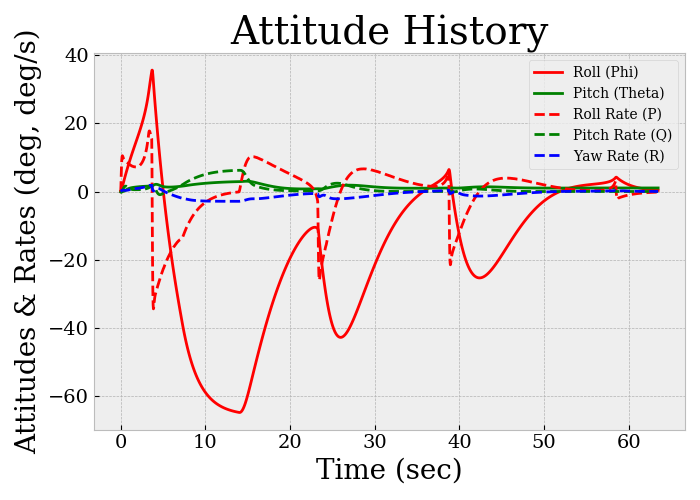 Attitude History
Attitudes & Rates (deg, deg/s)
40
20
0
−20
−40
−60
Roll (Phi)
Pitch (Theta)
Roll Rate (P)
Pitch Rate (Q)
Yaw Rate (R)
0 10 20 30 40 50 60
Time (sec)